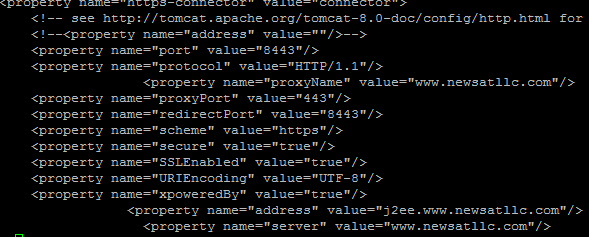 <property name="https-connector" value="connector">
<!-- see http://tomcat.apache.org/tomcat-8.0-doc/config/http.html for
<!--<property name="address" value=""/>-->
<property name="port" value="8443"/>
<property name="protocol" value="HTTP/1.1"/>
<property name="proxyName" value="www.newsatllc.com"/>
<property name="proxyPort" value="443"/>
<property name="redirectPort" value="8443"/>
<property name="scheme" value="https"/>
<property name="secure" value="true"/>
<property name="SSLEnabled" value="true"/>
<property name="URIEncoding" value="UTF-8"/>
<property name="xpoweredBy" value="true"/>
<property name="address" value="j2ee.www.newsatllc.com"/>
<property name="server" value="www.newsatllc.com"/>